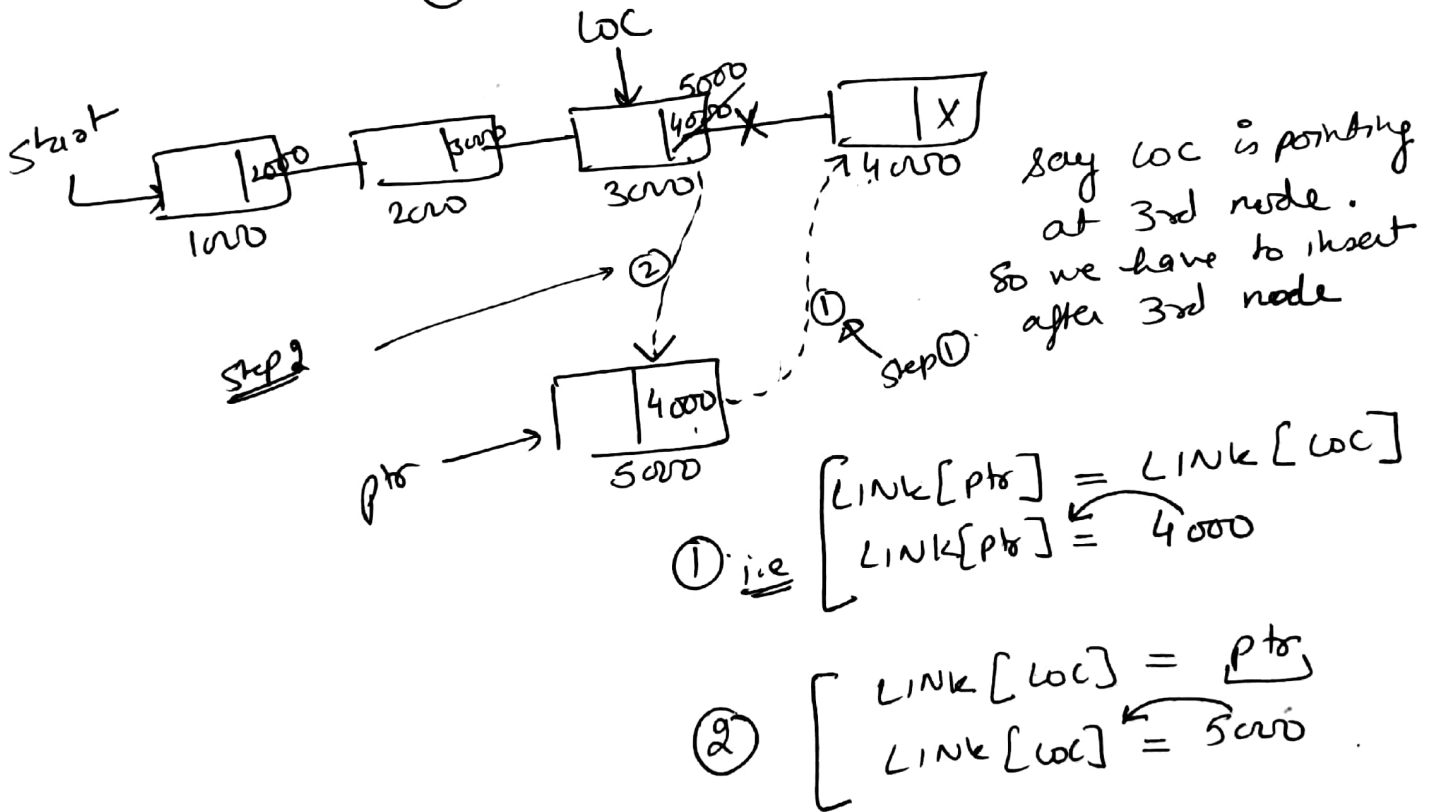 LOC
Start
2000
3000
5000
4000
X
1000
2000
3000
4000
say LOC is pointing
at 3rd node.
So we have to insert
after 3rd node
②
①
step 2
step ①
4000
ptr
5000
LINK[ptr] = LINK[LOC]
① i.e LINK[ptr] = 4000
LINK[LOC] = ptr
② LINK[LOC] = 5000